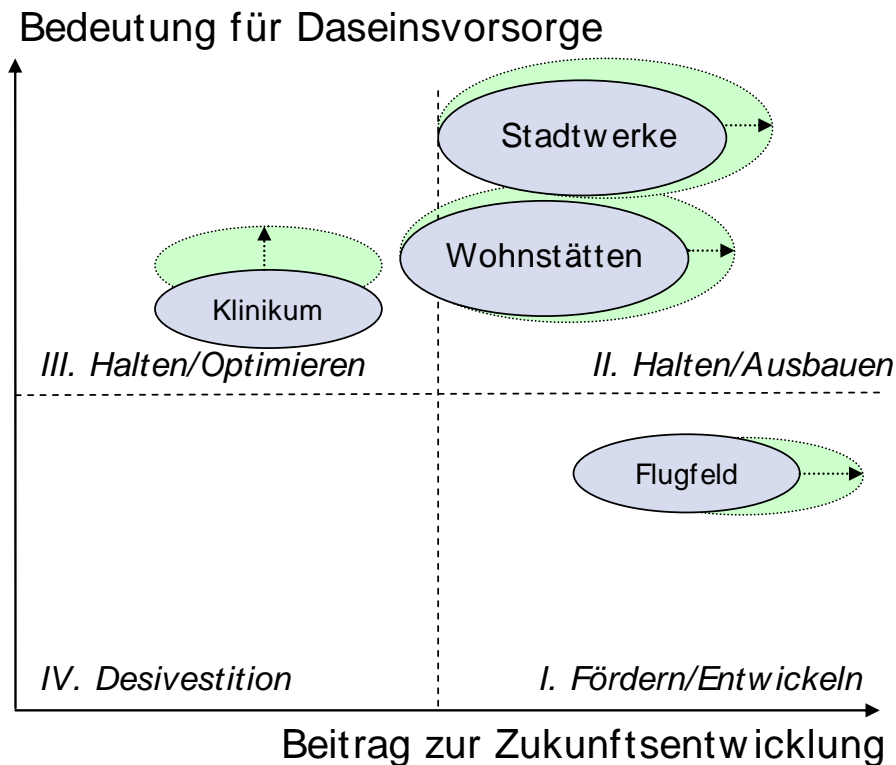 Bedeutung für Daseinsvorsorge
Stadtwerke
Wohnstätten
Klinikum
III. Halten/Optimieren
II. Halten/Ausbauen
Flugfeld
IV. Desivestition
I. Fördern/Entwickeln
Beitrag zur Zukunftsentwicklung